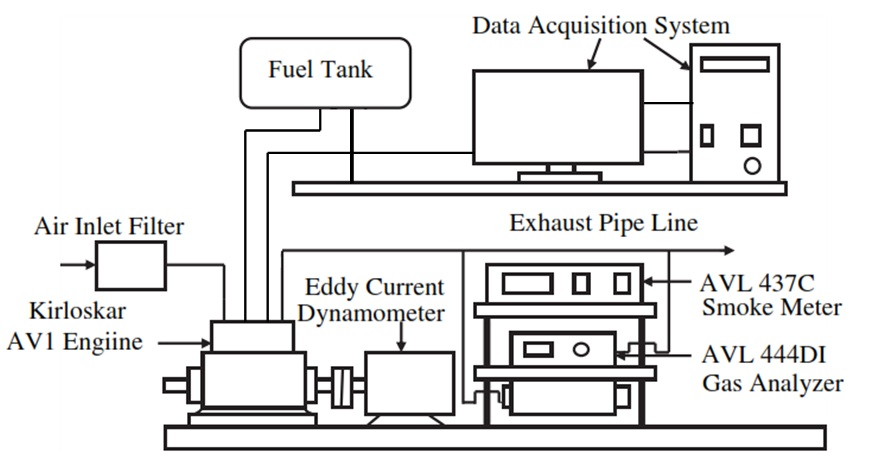 Data Acquisition System
Fuel Tank
Air Inlet Filter
Exhaust Pipe Line
Eddy Current
Dynamometer
AVL 437C
Smoke Meter
Kirloskar
AV1 Engiine
AVL 444DI
Gas Analyzer